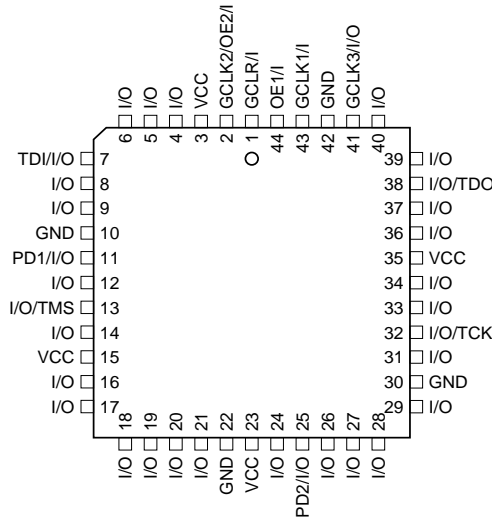 I/O
I/O
I/O
VCC
GCLK2/OE2/I
GCLR/I
OE1/I
GCLK1/I
GND
GCLK3/I/O
I/O
6
5
4
3
2
1
44
43
42
41
40
TDI/I/O 7
I/O 8
I/O 9
GND 10
PD1/I/O 11
I/O 12
I/O/TMS 13
I/O 14
VCC 15
I/O 16
I/O 17
39 I/O
38 I/O/TDO
37 I/O
36 I/O
35 VCC
34 I/O
33 I/O
32 I/O/TCK
31 I/O
30 GND
29 I/O
18
19
20
21
22
23
24
25
26
27
28
I/O
I/O
I/O
I/O
GND
VCC
I/O
PD2/I/O
I/O
I/O
I/O